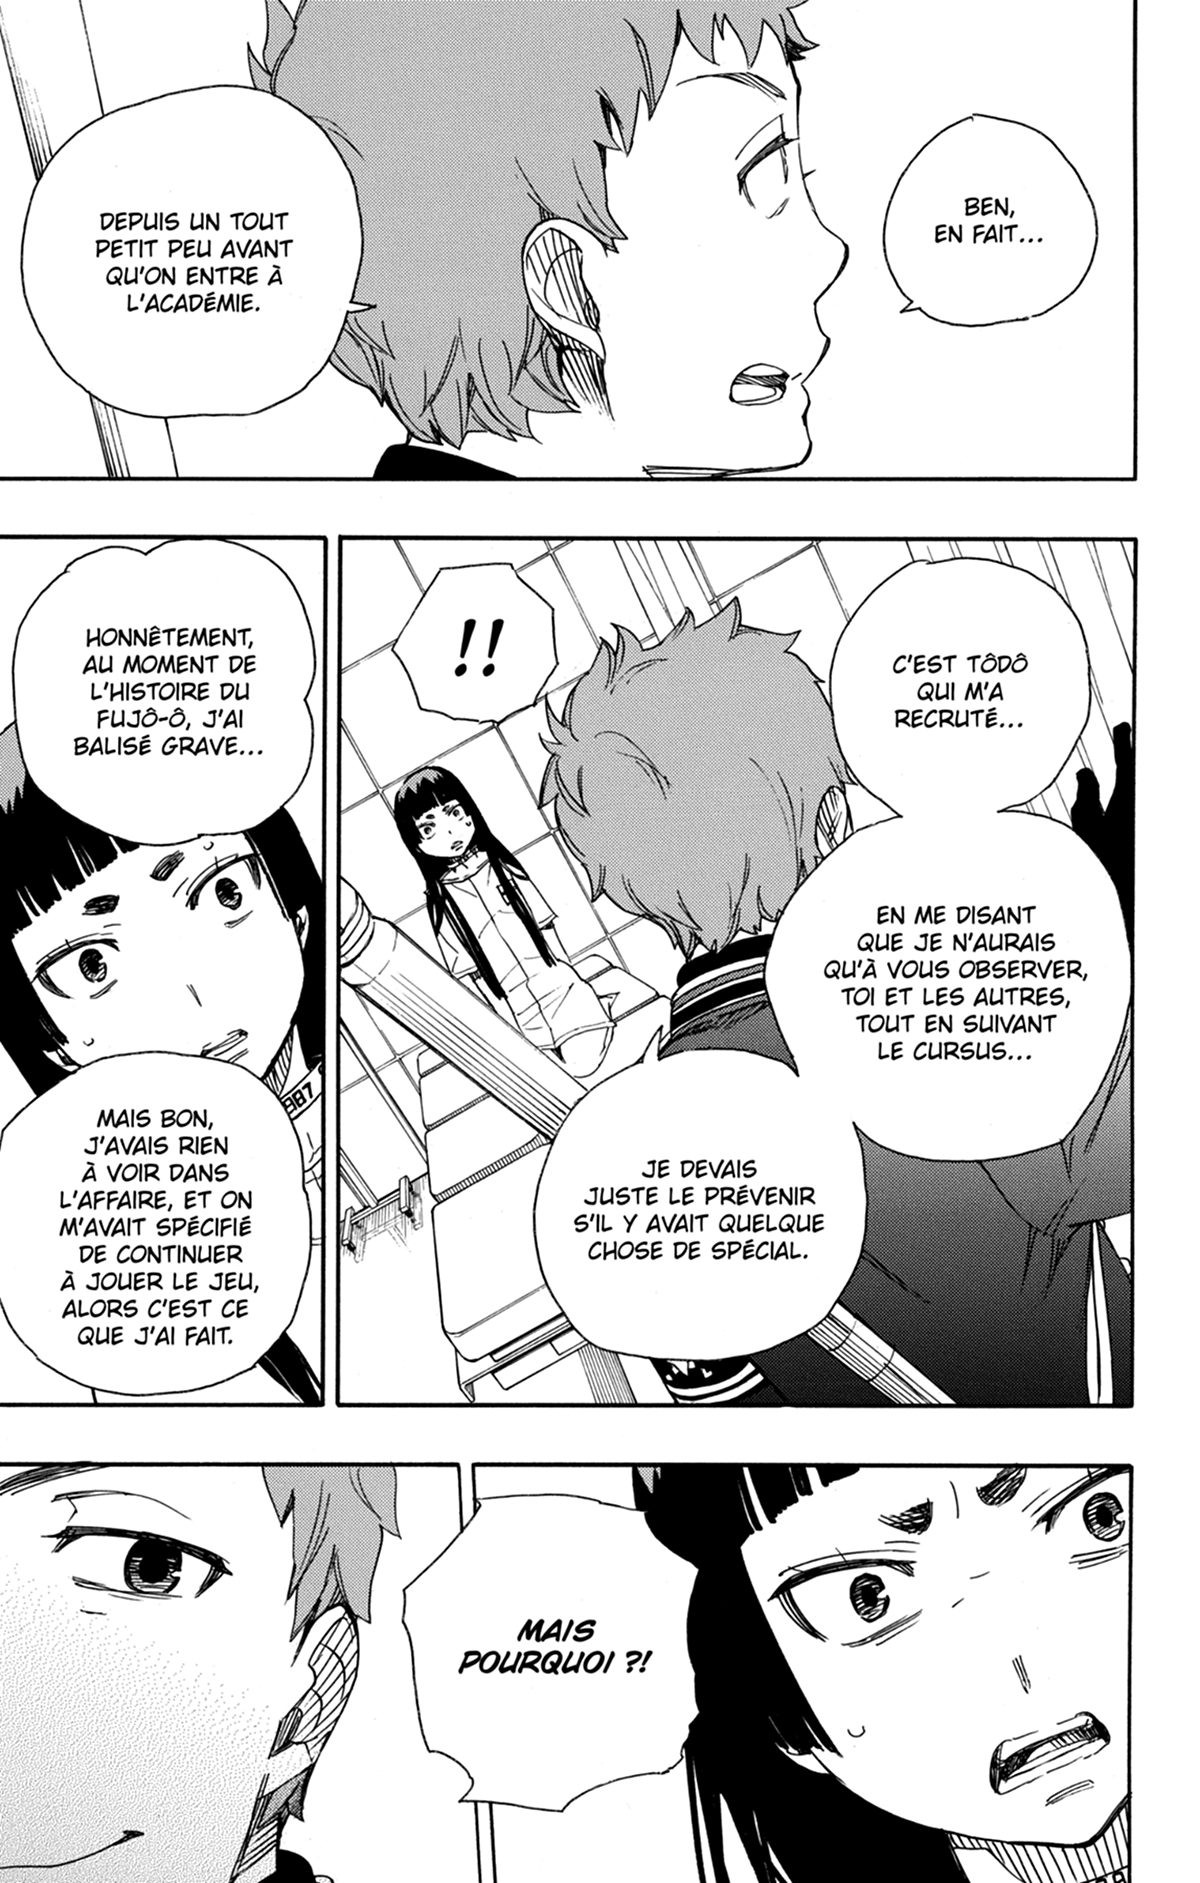 BEN,
EN FAIT...
DEPUIS UN TOUT
PETIT PEU AVANT
QU'ON ENTRE À
L'ACADÉMIE.
C'EST TÔDÔ
QUI M'A
RECRUTÉ...
EN ME DISANT
QUE JE N'AURAIS
QU'À VOUS OBSERVER,
TOI ET LES AUTRES,
TOUT EN SUIVANT
LE CURSUS...
JE DEVAIS
JUSTE LE PRÉVENIR
S'IL Y AVAIT QUELQUE
CHOSE DE SPÉCIAL.
!!
HONNÊTEMENT,
AU MOMENT DE
L'HISTOIRE DU
FUJÔ-Ô, J'AI
BALISÉ GRAVE...
MAIS BON,
J'AVAIS RIEN
À VOIR DANS
L'AFFAIRE, ET ON
M'AVAIT SPÉCIFIÉ
DE CONTINUER
À JOUER LE JEU,
ALORS C'EST CE
QUE J'AI FAIT.
MAIS
POURQUOI ?!